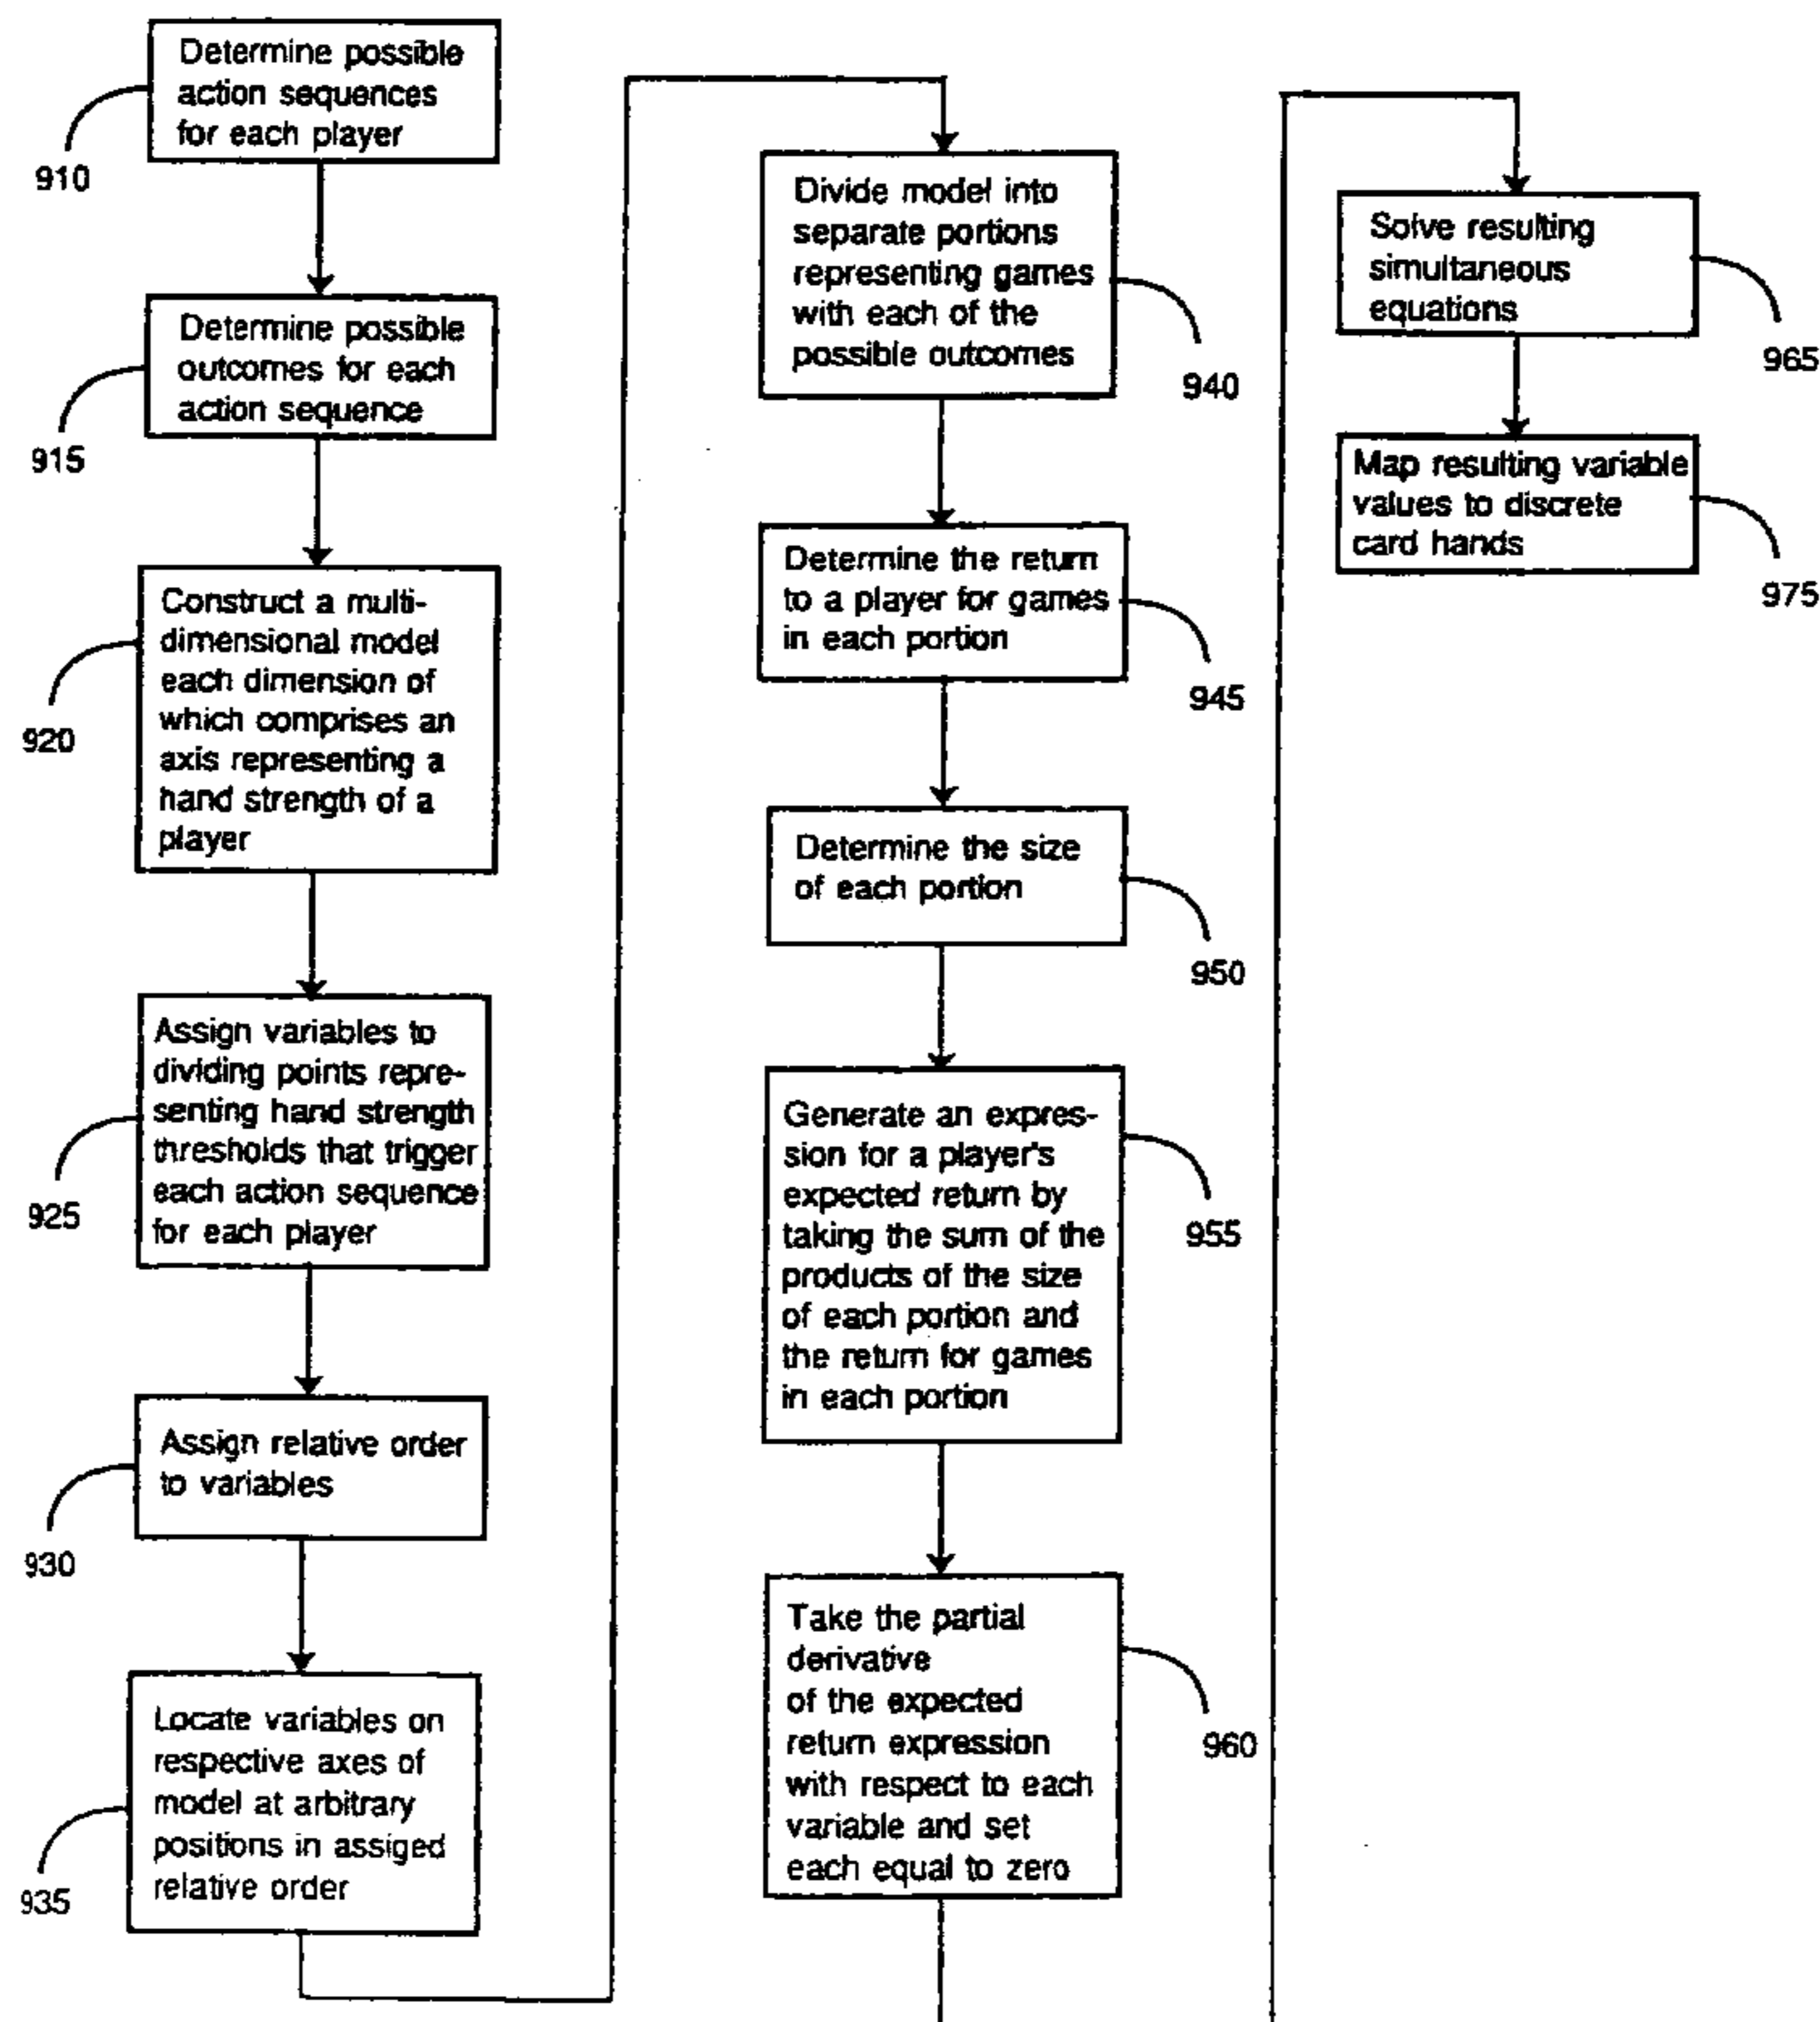 Determine possible
action sequences
for each player
910
Determine possible
outcomes for each
action sequence
915
Construct a multi-
dimensional model
each dimension of
which comprises an
axis representing a
hand strength of a
player
920
Assign variables to
dividing points repre-
senting hand strength
thresholds that trigger
each action sequence
for each player
925
Assign relative order
to variables
930
Locate variables on
respective axes of
model at arbitrary
positions in assiged
relative order
935
Divide model into
separate portions
representing games
with each of the
possible outcomes
940
Determine the return
to a player for games
in each portion
945
Determine the size
of each portion
950
Generate an expres-
sion for a player's
expected return by
taking the sum of the
products of the size
of each portion and
the return for games
in each portion
955
Take the partial
derivative
of the expected
return expression
with respect to each
variable and set
each equal to zero
960
Solve resulting
simultaneous
equations
965
Map resulting variable
values to discrete
card hands
975